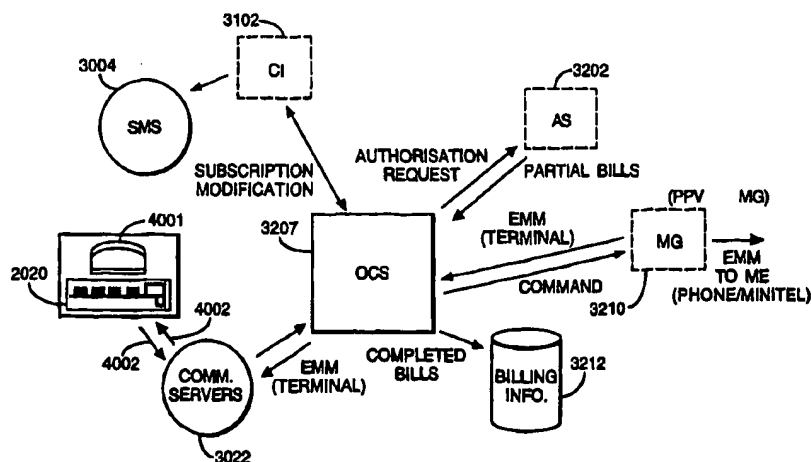 3102
3004
CI
3202
SMS
AS
SUBSCRIPTION
MODIFICATION
AUTHORISATION
REQUEST
PARTIAL BILLS
(PPV MG)
4001
3207
EMM
(TERMINAL)
MG
EMM
TO ME
(PHONE/MINITEL)
2020
OCS
COMMAND
3210
4002
4002
COMM.
SERVERS
EMM
(TERMINAL)
COMPLETED
BILLS
BILLING
INFO.
3212
3022